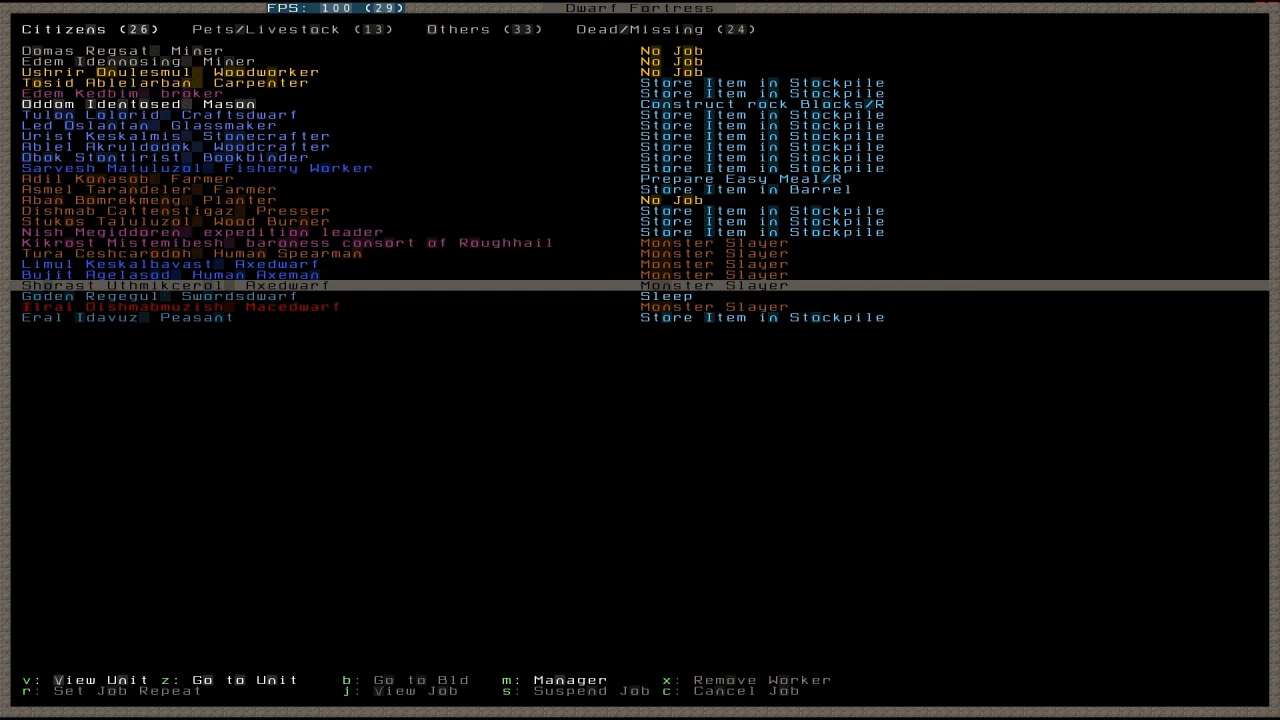 FPS: 100 (29) Dwarf Fortress
Citizens (26) Pets/Livestock (13) Others (33) Dead/Missing (24)
Domas Regsat, Miner No Job
Edem Idennosing, Miner No Job
Ushrir Onulesmul, Woodworker No Job
Tosid Ablelarban, Carpenter Store Item in Stockpile
Edem Kedbim, broker Store Item in Stockpile
Oddom Identosed, Mason Construct rock Blocks/R
Tulon Lolorid, Craftsdwarf Store Item in Stockpile
Led Oslantan, Glassmaker Store Item in Stockpile
Urist Keskalmis, Stonecrafter Store Item in Stockpile
Ablel Akruldodok, Woodcrafter Store Item in Stockpile
Obok Stontirist, Bookbinder Store Item in Stockpile
Sarvesh Matuluzol, Fishery Worker Store Item in Stockpile
Adil Konasob, Farmer Prepare Easy Meal/R
Asmel Tarandeler, Farmer Store Item in Barrel
Aban Bomrekmeng, Planter No Job
Dishmab Cattenstigaz, Presser Store Item in Stockpile
Stukos Taluluzol, Wood Burner Store Item in Stockpile
Nish Megiddoren, expedition leader Store Item in Stockpile
Kikrost Mistemibesh, baroness consort of Roughhail Monster Slayer
Tura Ceshcarodoh, Human Spearman Monster Slayer
Limul Keskalbavast, Axedwarf Monster Slayer
Bujit Agelasod, Human Axeman Monster Slayer
Shorast Uthmikcerol, Axedwarf Monster Slayer
Goden Regegul, Swordsdwarf Sleep
Ilral Dishmabmuzish, Macedwarf Monster Slayer
Eral Idavuz, Peasant Store Item in Stockpile
v: View Unit z: Go to Unit b: Go to Bld m: Manager x: Remove Worker
r: Set Job Repeat j: View Job s: Suspend Job c: Cancel Job